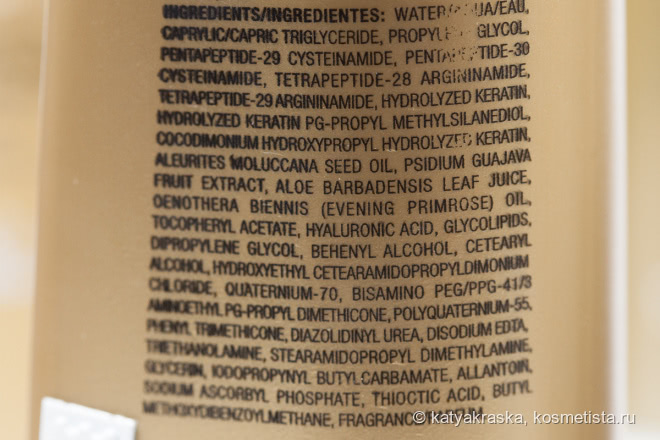 INGREDIENTS/INGREDIENTES: WATER/AQUA/EAU,
CAPRYLIC/CAPRIC TRIGLYCERIDE, PROPYLENE GLYCOL,
PENTAPEPTIDE-29 CYSTEINAMIDE, PENTAPEPTIDE-30
CYSTEINAMIDE, TETRAPEPTIDE-28 ARGININAMIDE,
TETRAPEPTIDE-29 ARGININAMIDE, HYDROLYZED KERATIN,
HYDROLYZED KERATIN PG-PROPYL METHYLSILANEDIOL,
COCODIMONIUM HYDROXYPROPYL HYDROLYZED KERATIN,
ALEURITES MOLUCCANA SEED OIL, PSIDIUM GUAJAVA
FRUIT EXTRACT, ALOE BARBADENSIS LEAF JUICE,
OENOTHERA BIENNIS (EVENING PRIMROSE) OIL,
TOCOPHERYL ACETATE, HYALURONIC ACID, GLYCOLIPIDS,
DIPROPYLENE GLYCOL, BEHENYL ALCOHOL, CETEARYL
ALCOHOL, HYDROXYETHYL CETEARAMIDOPROPYLDIMONIUM
CHLORIDE, QUATERNIUM-70, BISAMINO PEG/PPG-41/3
AMINOETHYL PG-PROPYL DIMETHICONE, POLYQUATERNIUM-55,
PHENYL TRIMETHICONE, DIAZOLIDINYL UREA, DISODIUM EDTA,
TRIETHANOLAMINE, STEARAMIDOPROPYL DIMETHYLAMINE,
GLYCERIN, IODOPROPYNYL BUTYLCARBAMATE, ALLANTOIN,
SODIUM ASCORBYL PHOSPHATE, THIOCTIC ACID, BUTYL
METHOXYDIBENZOYLMETHANE, FRAGRANCE
© katyakraska, kosmetista.ru